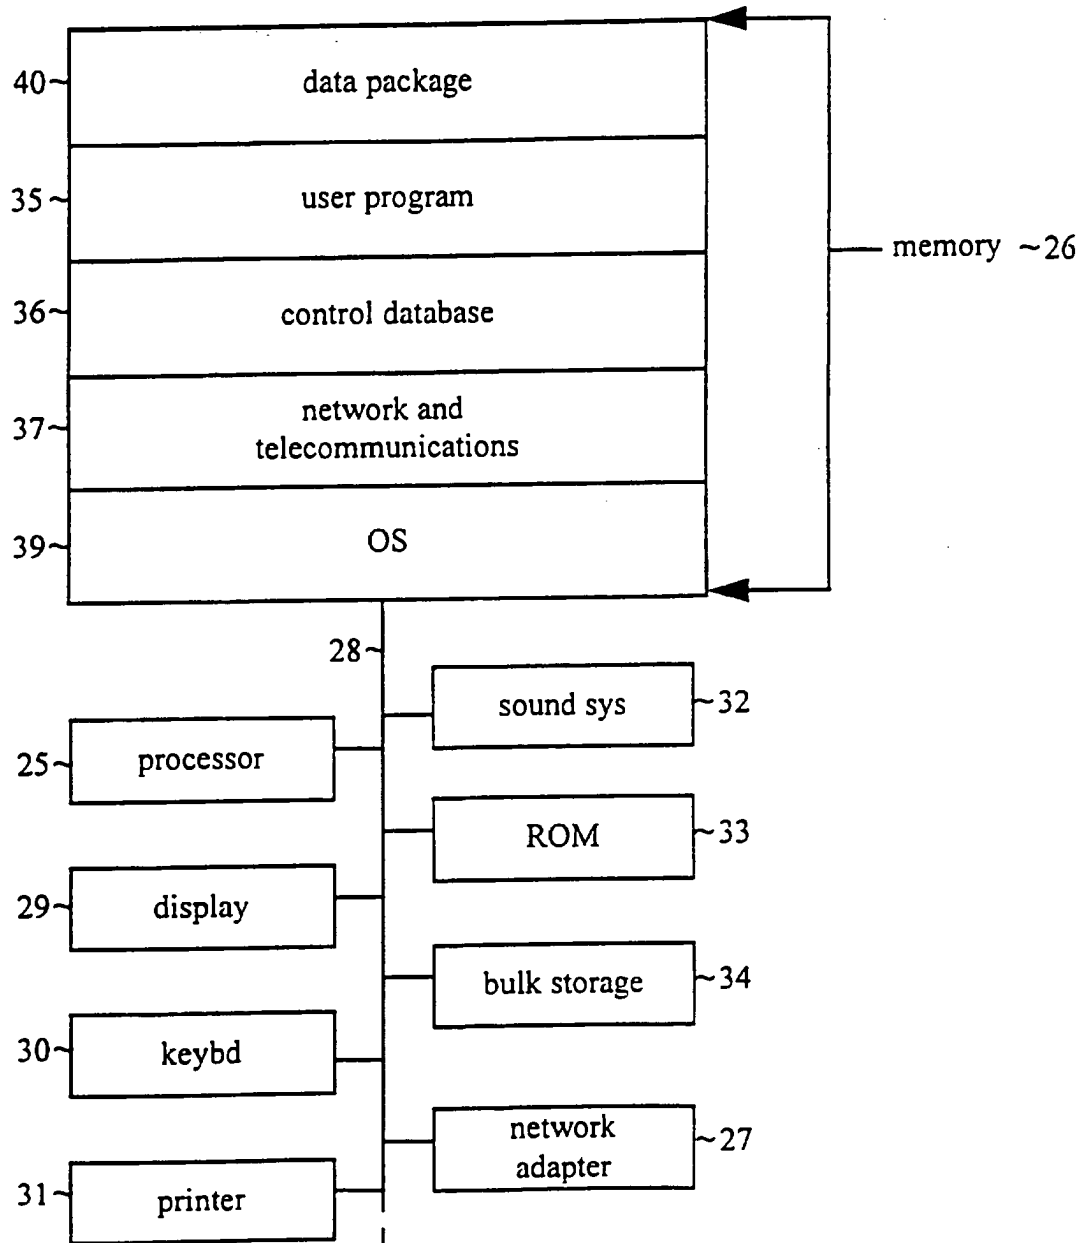 40~ data package
35~ user program
memory ~26
36~ control database
37~ network and
telecommunications
39~ OS
28~
sound sys ~32
25~ processor
ROM ~33
29~ display
bulk storage ~34
30~ keybd
network
adapter ~27
31~ printer